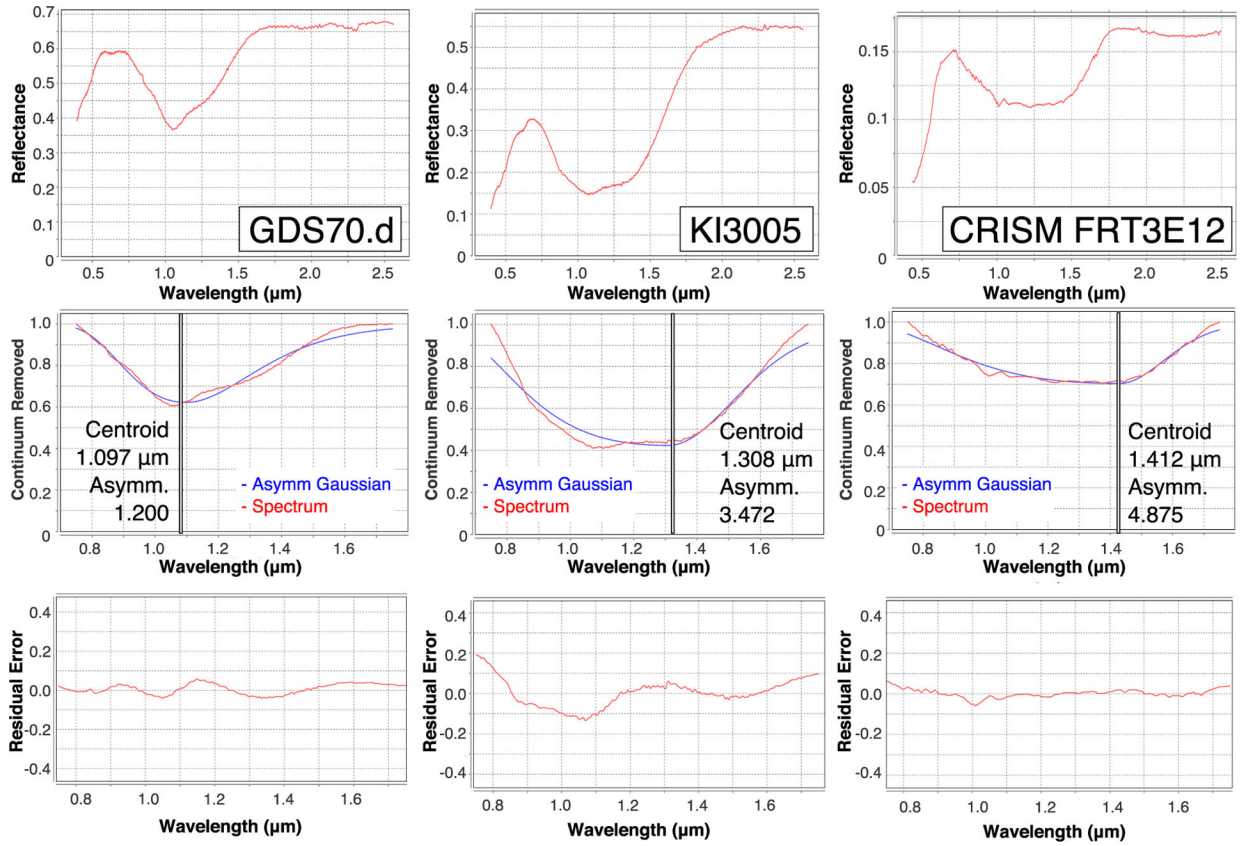 0.7
0.6
0.5
0.4
0.3
0.2
0.1
0
Reflectance
GDS70.d
0.5 1.0 1.5 2.0 2.5
Wavelength (µm)
0.5
0.4
0.3
0.2
0.1
0
Reflectance
KI3005
0.5 1.0 1.5 2.0 2.5
Wavelength (µm)
0.15
0.1
0.05
0
Reflectance
CRISM FRT3E12
0.5 1.0 1.5 2.0 2.5
Wavelength (µm)
1.0
0.8
0.6
0.4
0.2
0
Continuum Removed
Centroid
1.097 µm
Asymm.
1.200
- Asymm Gaussian
- Spectrum
0.8 1.0 1.2 1.4 1.6
Wavelength (µm)
1.0
0.8
0.6
0.4
0.2
0
Continuum Removed
- Asymm Gaussian
- Spectrum
Centroid
1.308 µm
Asymm.
3.472
0.8 1.0 1.2 1.4 1.6
Wavelength (µm)
1.0
0.8
0.6
0.4
0.2
0
Continuum Removed
- Asymm Gaussian
- Spectrum
Centroid
1.412 µm
Asymm.
4.875
0.8 1.0 1.2 1.4 1.6
Wavelength (µm)
0.4
0.2
0.0
-0.2
-0.4
Residual Error
0.8 1.0 1.2 1.4 1.6
Wavelength (µm)
0.4
0.2
0.0
-0.2
-0.4
Residual Error
0.8 1.0 1.2 1.4 1.6
Wavelength (µm)
0.4
0.2
0.0
-0.2
-0.4
Residual Error
0.8 1.0 1.2 1.4 1.6
Wavelength (µm)